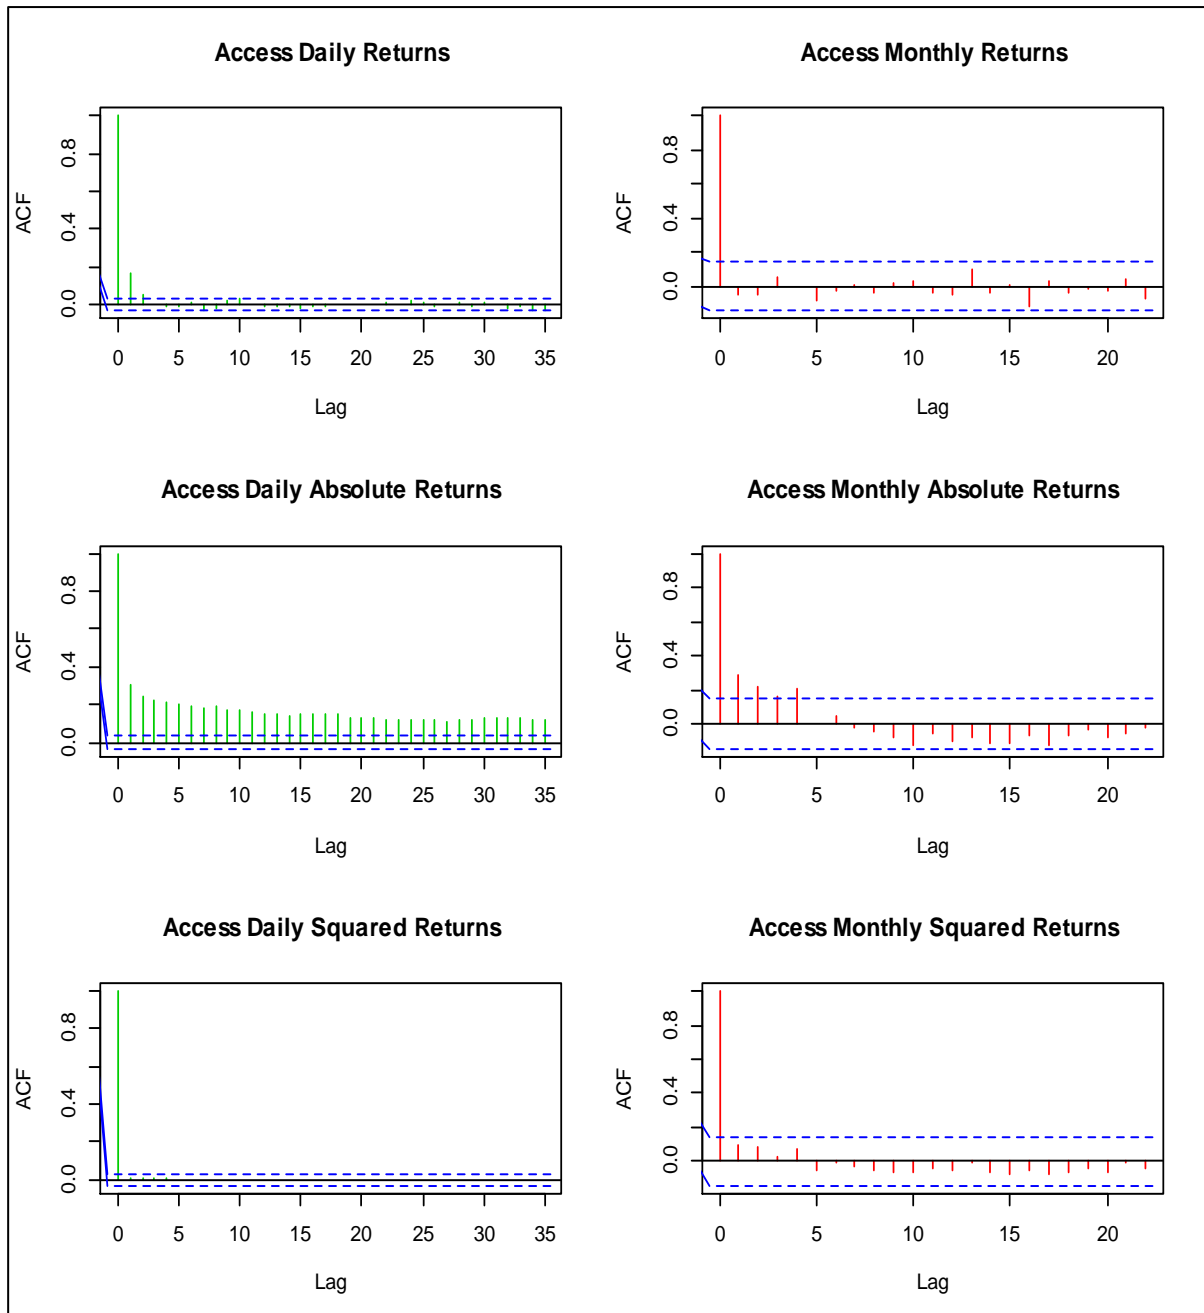 Access Daily Returns
ACF
0.0 0.4 0.8
0 5 10 15 20 25 30 35
Lag
Access Monthly Returns
ACF
0.0 0.4 0.8
0 5 10 15 20
Lag
Access Daily Absolute Returns
ACF
0.0 0.4 0.8
0 5 10 15 20 25 30 35
Lag
Access Monthly Absolute Returns
ACF
0.0 0.4 0.8
0 5 10 15 20
Lag
Access Daily Squared Returns
ACF
0.0 0.4 0.8
0 5 10 15 20 25 30 35
Lag
Access Monthly Squared Returns
ACF
0.0 0.4 0.8
0 5 10 15 20
Lag